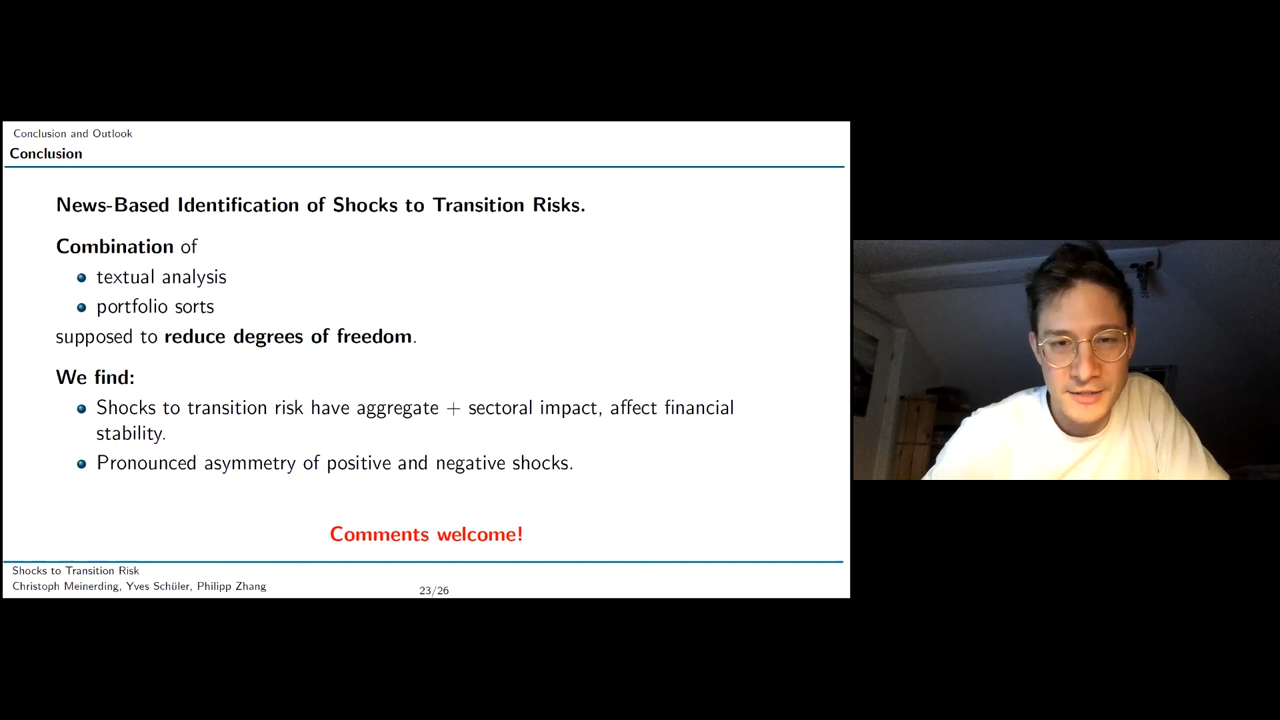 Conclusion and Outlook
Conclusion
News-Based Identification of Shocks to Transition Risks.
Combination of
textual analysis
portfolio sorts
supposed to reduce degrees of freedom.
We find:
Shocks to transition risk have aggregate + sectoral impact, affect financial
stability.
Pronounced asymmetry of positive and negative shocks.
Comments welcome!
Shocks to Transition Risk
Christoph Meinerding, Yves Schüler, Philipp Zhang
23/26